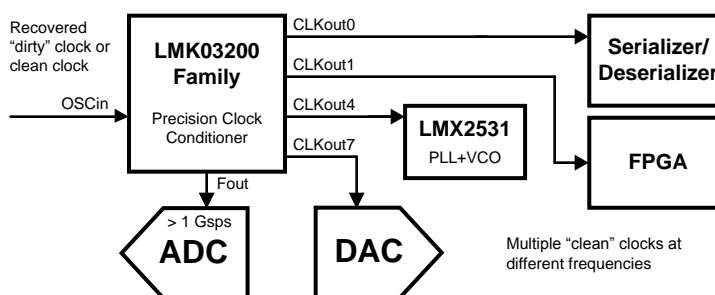 Recovered
“dirty” clock or
clean clock
OSCin
LMK03200
Family
Precision Clock
Conditioner
CLKout0
CLKout1
CLKout4
CLKout7
Fout
Serializer/
Deserializer
LMX2531
PLL+VCO
FPGA
> 1 Gsps
ADC
DAC
Multiple “clean” clocks at
different frequencies